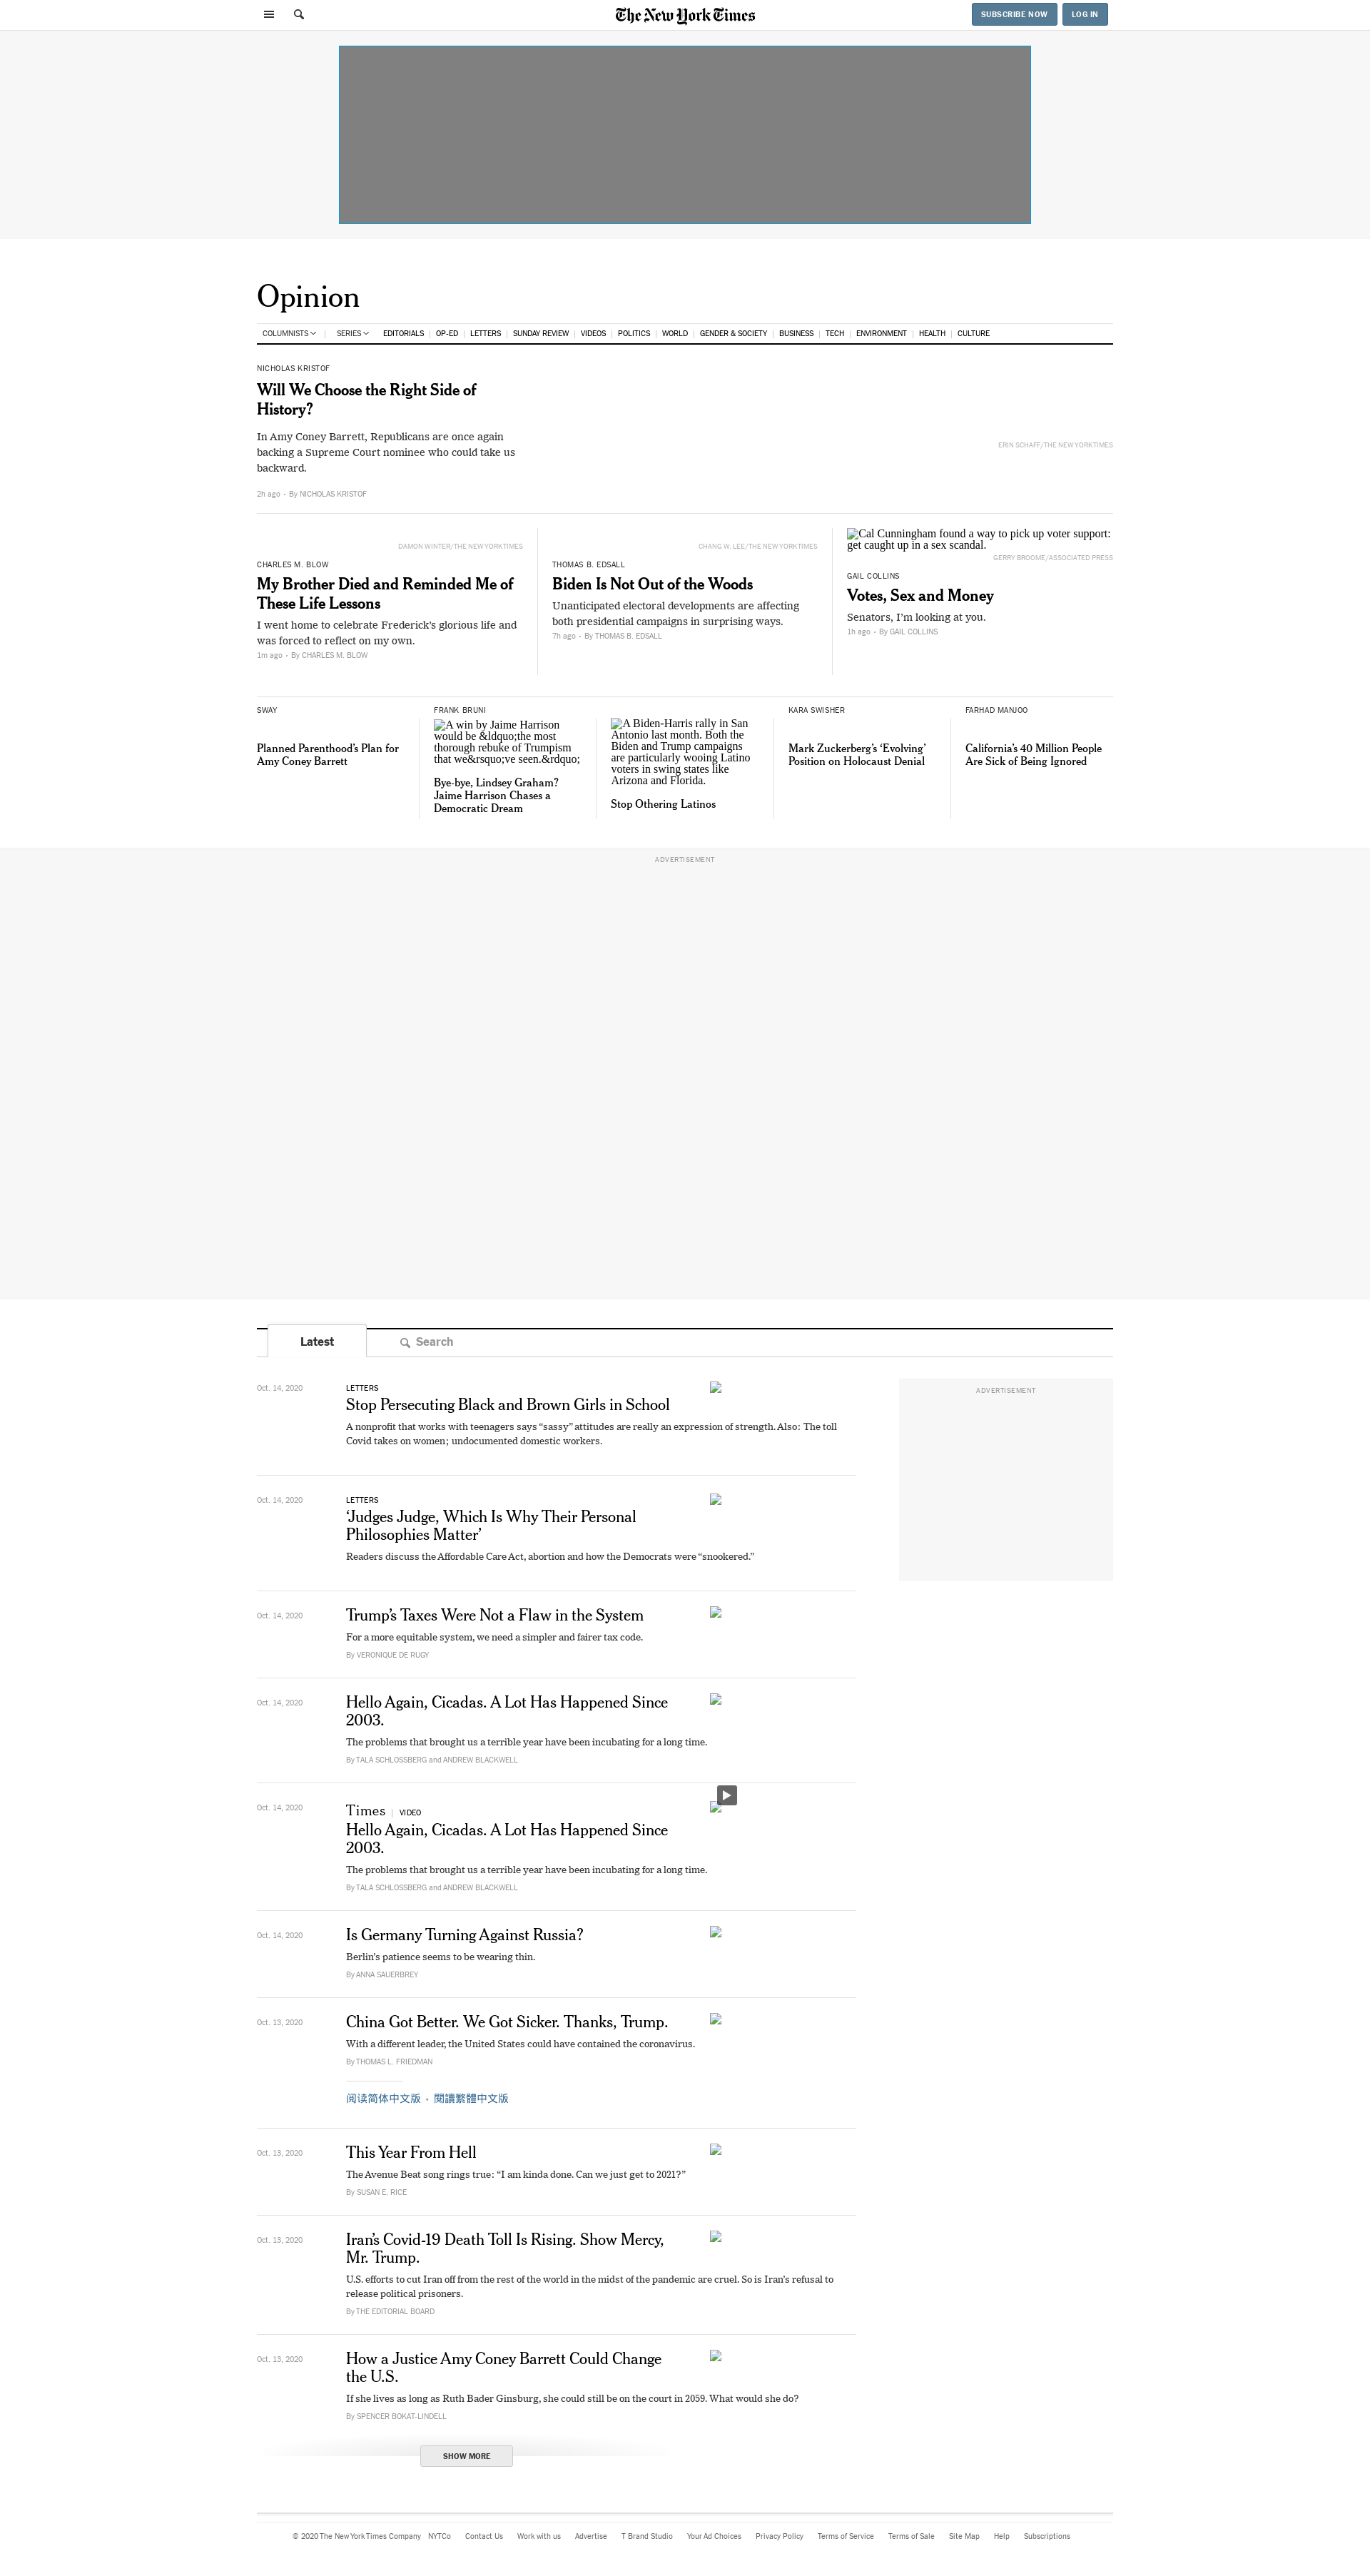 The New York Times
SUBSCRIBE NOW
LOG IN
Opinion
COLUMNISTS | SERIES EDITORIALS | OP-ED | LETTERS | SUNDAY REVIEW | VIDEOS | POLITICS | WORLD | GENDER & SOCIETY | BUSINESS | TECH | ENVIRONMENT | HEALTH | CULTURE
NICHOLAS KRISTOF
Will We Choose the Right Side of
History?
In Amy Coney Barrett, Republicans are once again
backing a Supreme Court nominee who could take us
backward.
2h ago • By NICHOLAS KRISTOF
ERIN SCHAFF/THE NEW YORK TIMES
DAMON WINTER/THE NEW YORK TIMES
CHARLES M. BLOW
My Brother Died and Reminded Me of
These Life Lessons
I went home to celebrate Frederick’s glorious life and
was forced to reflect on my own.
1m ago • By CHARLES M. BLOW
CHANG W. LEE/THE NEW YORK TIMES
THOMAS B. EDSALL
Biden Is Not Out of the Woods
Unanticipated electoral developments are affecting
both presidential campaigns in surprising ways.
7h ago • By THOMAS B. EDSALL
Cal Cunningham found a way to pick up voter support:
get caught up in a sex scandal.
GERRY BROOME/ASSOCIATED PRESS
GAIL COLLINS
Votes, Sex and Money
Senators, I’m looking at you.
1h ago • By GAIL COLLINS
SWAY
Planned Parenthood’s Plan for
Amy Coney Barrett
FRANK BRUNI
A win by Jaime Harrison
would be &ldquo;the most
thorough rebuke of Trumpism
that we&rsquo;ve seen.&rdquo;
Bye-bye, Lindsey Graham?
Jaime Harrison Chases a
Democratic Dream
A Biden-Harris rally in San
Antonio last month. Both the
Biden and Trump campaigns
are particularly wooing Latino
voters in swing states like
Arizona and Florida.
Stop Othering Latinos
KARA SWISHER
Mark Zuckerberg’s ‘Evolving’
Position on Holocaust Denial
FARHAD MANJOO
California’s 40 Million People
Are Sick of Being Ignored
ADVERTISEMENT
Latest
Search
ADVERTISEMENT
Oct. 14, 2020
LETTERS
Stop Persecuting Black and Brown Girls in School
A nonprofit that works with teenagers says “sassy” attitudes are really an expression of strength. Also: The toll
Covid takes on women; undocumented domestic workers.
Oct. 14, 2020
LETTERS
‘Judges Judge, Which Is Why Their Personal
Philosophies Matter’
Readers discuss the Affordable Care Act, abortion and how the Democrats were “snookered.”
Oct. 14, 2020
Trump’s Taxes Were Not a Flaw in the System
For a more equitable system, we need a simpler and fairer tax code.
By VERONIQUE DE RUGY
Oct. 14, 2020
Hello Again, Cicadas. A Lot Has Happened Since
2003.
The problems that brought us a terrible year have been incubating for a long time.
By TALA SCHLOSSBERG and ANDREW BLACKWELL
Oct. 14, 2020
Times | VIDEO
Hello Again, Cicadas. A Lot Has Happened Since
2003.
The problems that brought us a terrible year have been incubating for a long time.
By TALA SCHLOSSBERG and ANDREW BLACKWELL
Oct. 14, 2020
Is Germany Turning Against Russia?
Berlin’s patience seems to be wearing thin.
By ANNA SAUERBREY
Oct. 13, 2020
China Got Better. We Got Sicker. Thanks, Trump.
With a different leader, the United States could have contained the coronavirus.
By THOMAS L. FRIEDMAN
阅读简体中文版 • 閱讀繁體中文版
Oct. 13, 2020
This Year From Hell
The Avenue Beat song rings true: “I am kinda done. Can we just get to 2021?”
By SUSAN E. RICE
Oct. 13, 2020
Iran’s Covid-19 Death Toll Is Rising. Show Mercy,
Mr. Trump.
U.S. efforts to cut Iran off from the rest of the world in the midst of the pandemic are cruel. So is Iran’s refusal to
release political prisoners.
By THE EDITORIAL BOARD
Oct. 13, 2020
How a Justice Amy Coney Barrett Could Change
the U.S.
If she lives as long as Ruth Bader Ginsburg, she could still be on the court in 2059. What would she do?
By SPENCER BOKAT-LINDELL
SHOW MORE
© 2020 The New York Times Company NYTCo Contact Us Work with us Advertise T Brand Studio Your Ad Choices Privacy Policy Terms of Service Terms of Sale Site Map Help Subscriptions